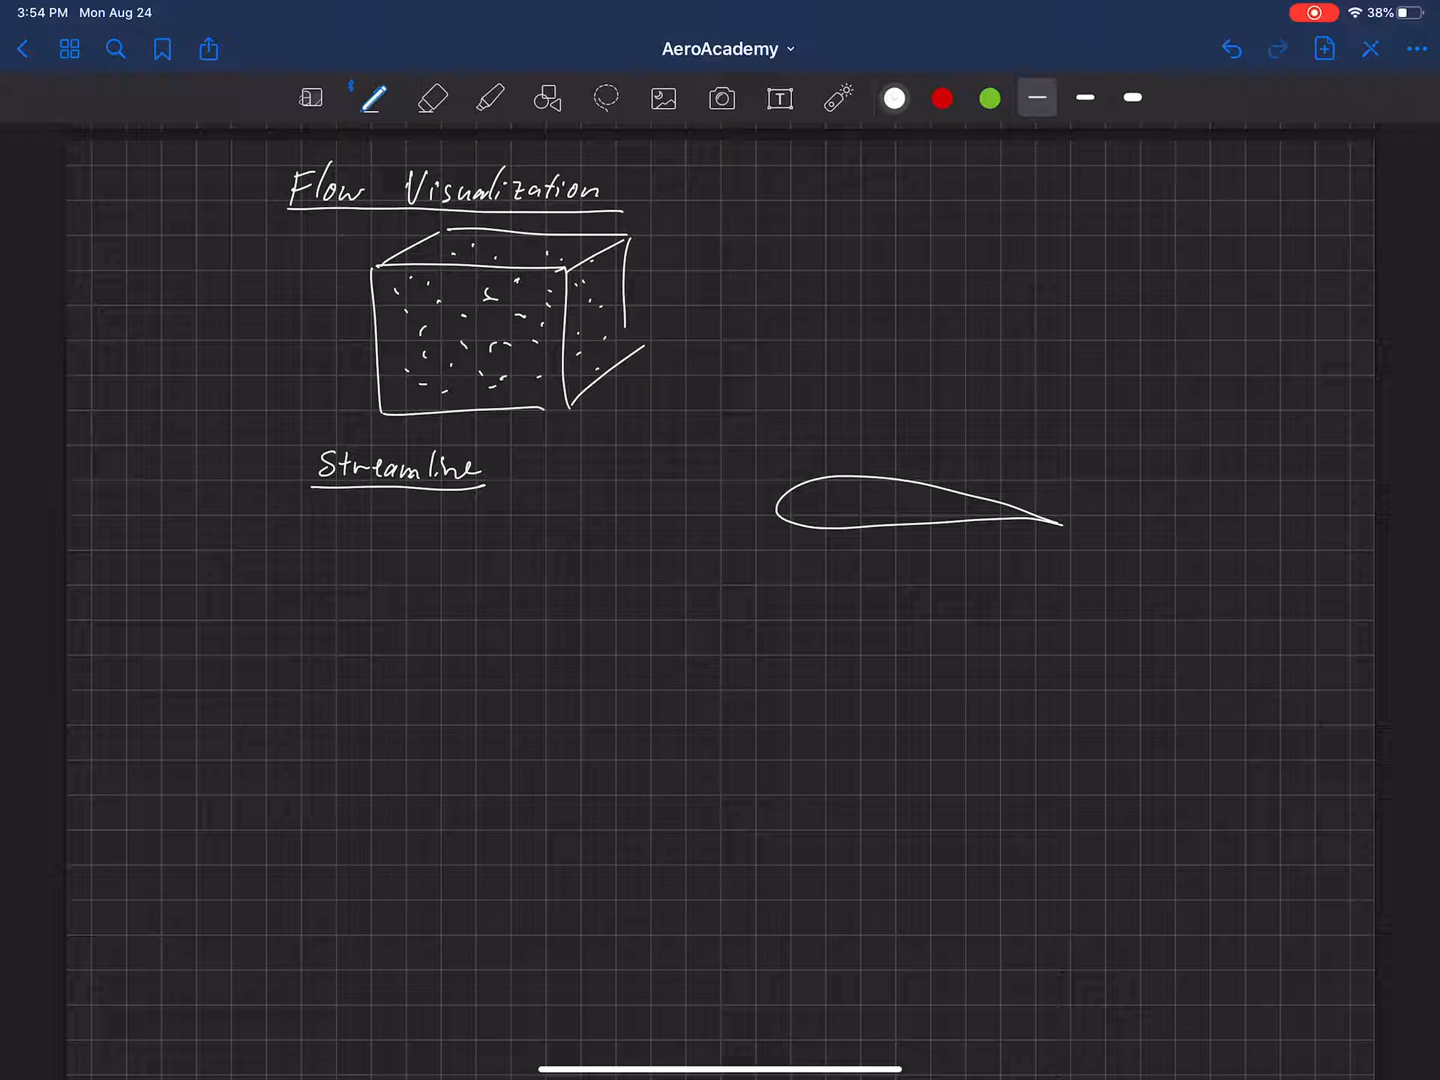 3:54 PM Mon Aug 24
38%
AeroAcademy
T
Flow Visualization
Streamline